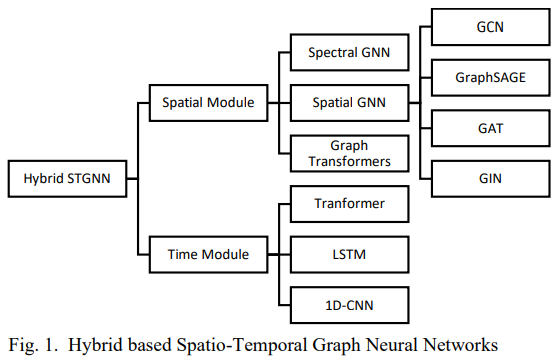 Hybrid STGNN
Spatial Module
Time Module
Spectral GNN
Spatial GNN
Graph
Transformers
Tranformer
LSTM
1D-CNN
GCN
GraphSAGE
GAT
GIN
Fig. 1. Hybrid based Spatio-Temporal Graph Neural Networks